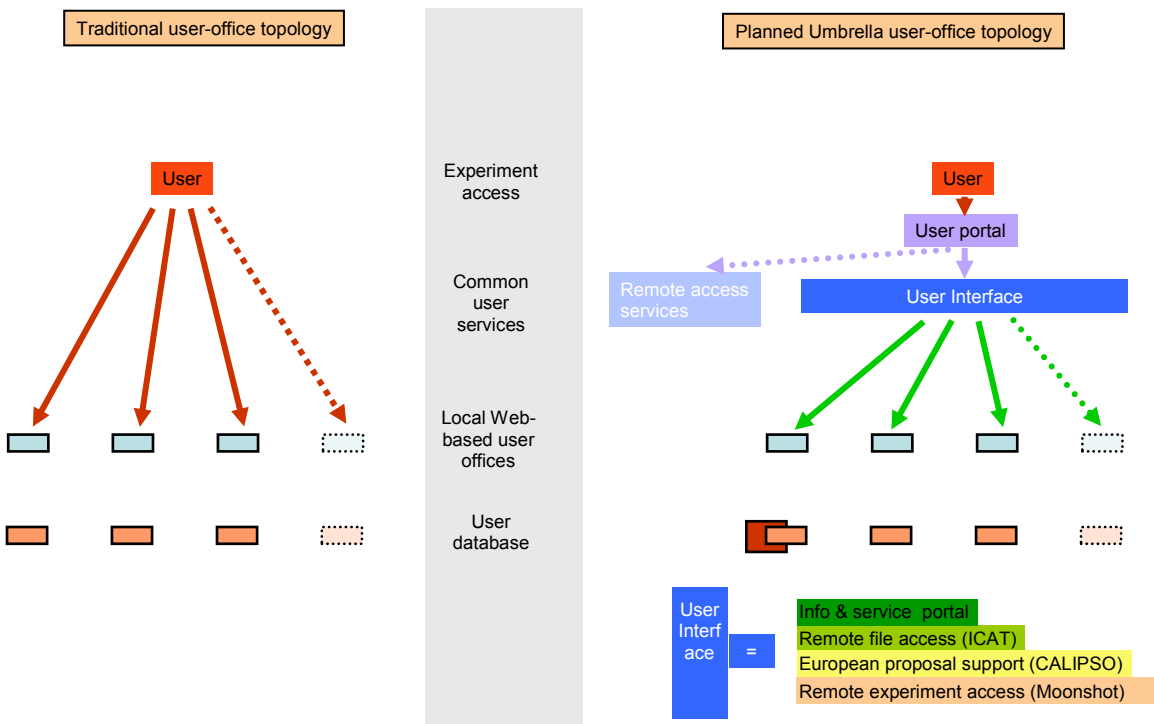 Traditional user-office topology
Planned Umbrella user-office topology
User
Experiment
access
User
User portal
Common
user
services
Remote access
services
User Interface
Local Web-
based user
offices
User
database
User
Interf
ace
=
Info & service portal
Remote file access (ICAT)
European proposal support (CALIPSO)
Remote experiment access (Moonshot)